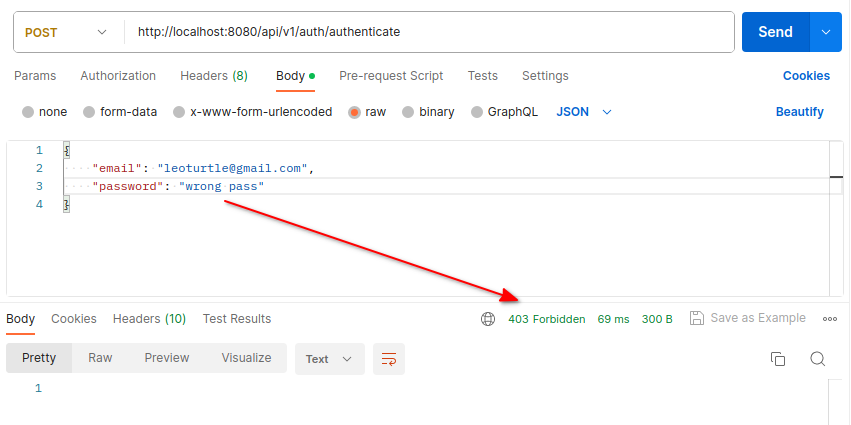 POST http://localhost:8080/api/v1/auth/authenticate Send
Params Authorization Headers (8) Body Pre-request Script Tests Settings Cookies
none form-data x-www-form-urlencoded raw binary GraphQL JSON Beautify
1 {
2 "email": "leoturtle@gmail.com",
3 "password": "wrong pass"
4 }
Body Cookies Headers (10) Test Results 403 Forbidden 69 ms 300 B Save as Example
Pretty Raw Preview Visualize Text
1